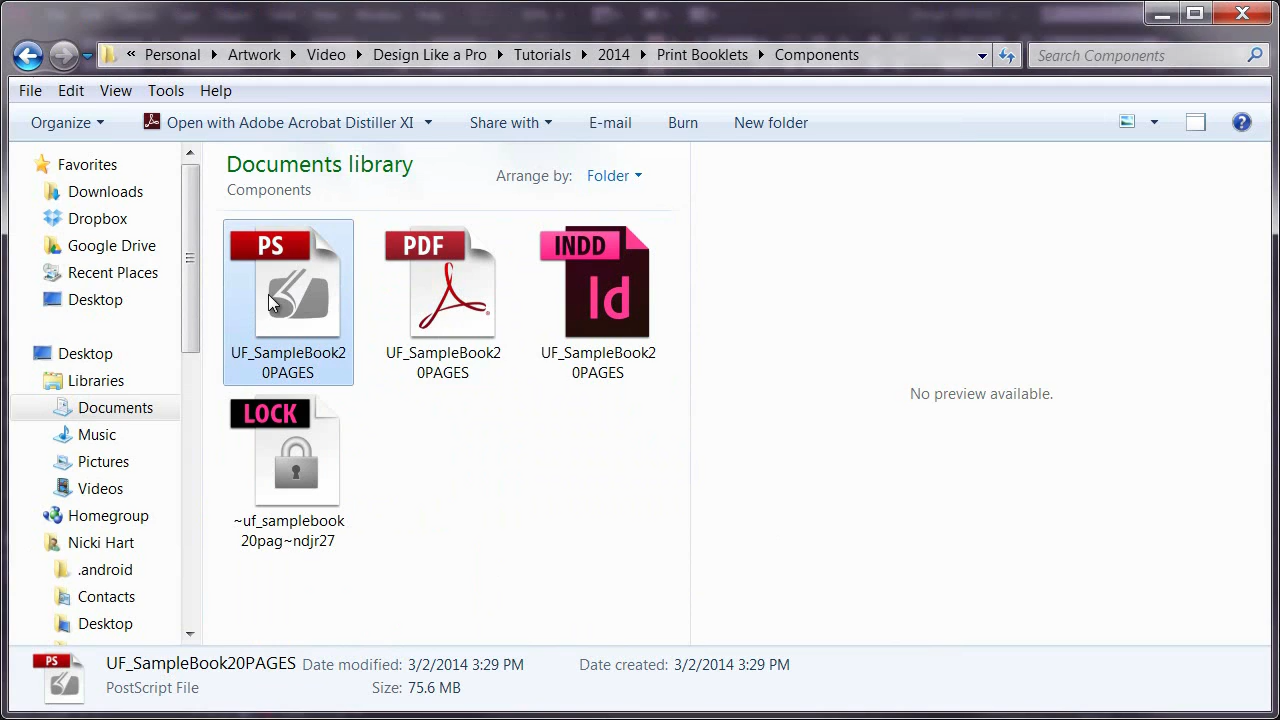 « Personal Artwork Video Design Like a Pro Tutorials 2014 Print Booklets Components
Search Components
File Edit View Tools Help
Organize Open with Adobe Acrobat Distiller XI Share with E-mail Burn New folder
Favorites
Downloads
Dropbox
Google Drive
Recent Places
Desktop
Desktop
Libraries
Documents
Music
Pictures
Videos
Homegroup
Nicki Hart
.android
Contacts
Desktop
Documents library
Components
Arrange by: Folder
PS
UF_SampleBook2
0PAGES
PDF
UF_SampleBook2
0PAGES
INDD
Id
UF_SampleBook2
0PAGES
LOCK
~uf_samplebook
20pag~ndjr27
No preview available.
PS
UF_SampleBook20PAGES Date modified: 3/2/2014 3:29 PM Date created: 3/2/2014 3:29 PM
PostScript File Size: 75.6 MB